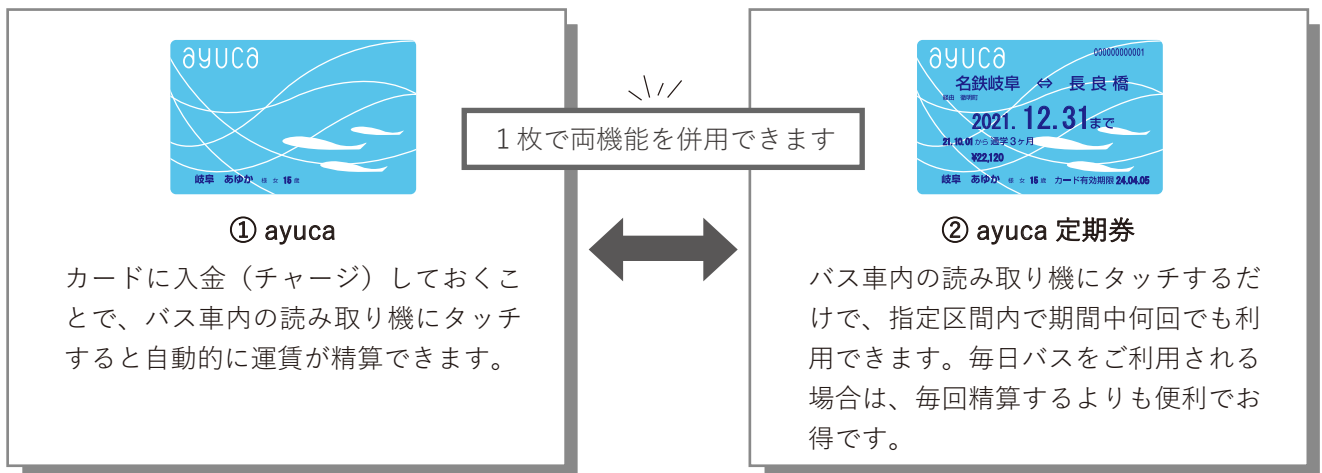 ayuca
岐阜 あゆか 様 女 15歳
① ayuca
カードに入金（チャージ）しておくこ
とで、バス車内の読み取り機にタッチ
すると自動的に運賃が精算できます。
１枚で両機能を併用できます
ayuca
000000000001
名鉄岐阜 ⇔ 長良橋
経由 徹明町
2021. 12.31まで
21.10.01から通学3ヶ月
¥22,120
岐阜 あゆか 様 女 15歳 カード有効期限 24.04.05
② ayuca 定期券
バス車内の読み取り機にタッチするだ
けで、指定区間内で期間中何回でも利
用できます。毎日バスをご利用される
場合は、毎回精算するよりも便利でお
得です。